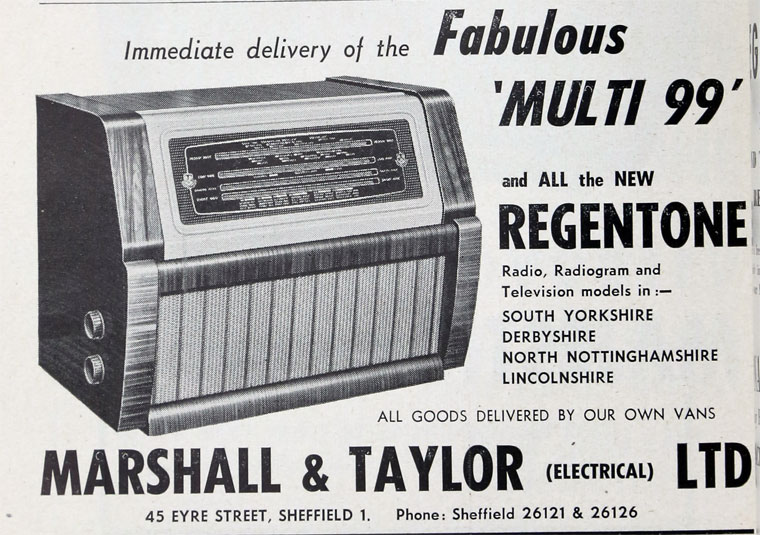 Immediate delivery of the Fabulous
'MULTI 99'
and ALL the NEW
REGENTONE
Radio, Radiogram and
Television models in :—
SOUTH YORKSHIRE
DERBYSHIRE
NORTH NOTTINGHAMSHIRE
LINCOLNSHIRE
ALL GOODS DELIVERED BY OUR OWN VANS
MARSHALL & TAYLOR (ELECTRICAL) LTD
45 EYRE STREET, SHEFFIELD 1. Phone: Sheffield 26121 & 26126